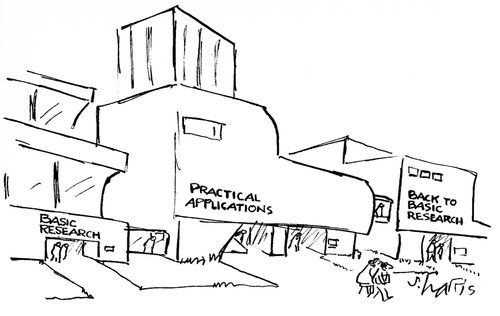 BASIC
RESEARCH
PRACTICAL
APPLICATIONS
BACK TO
BASIC
RESEARCH
S. Harris